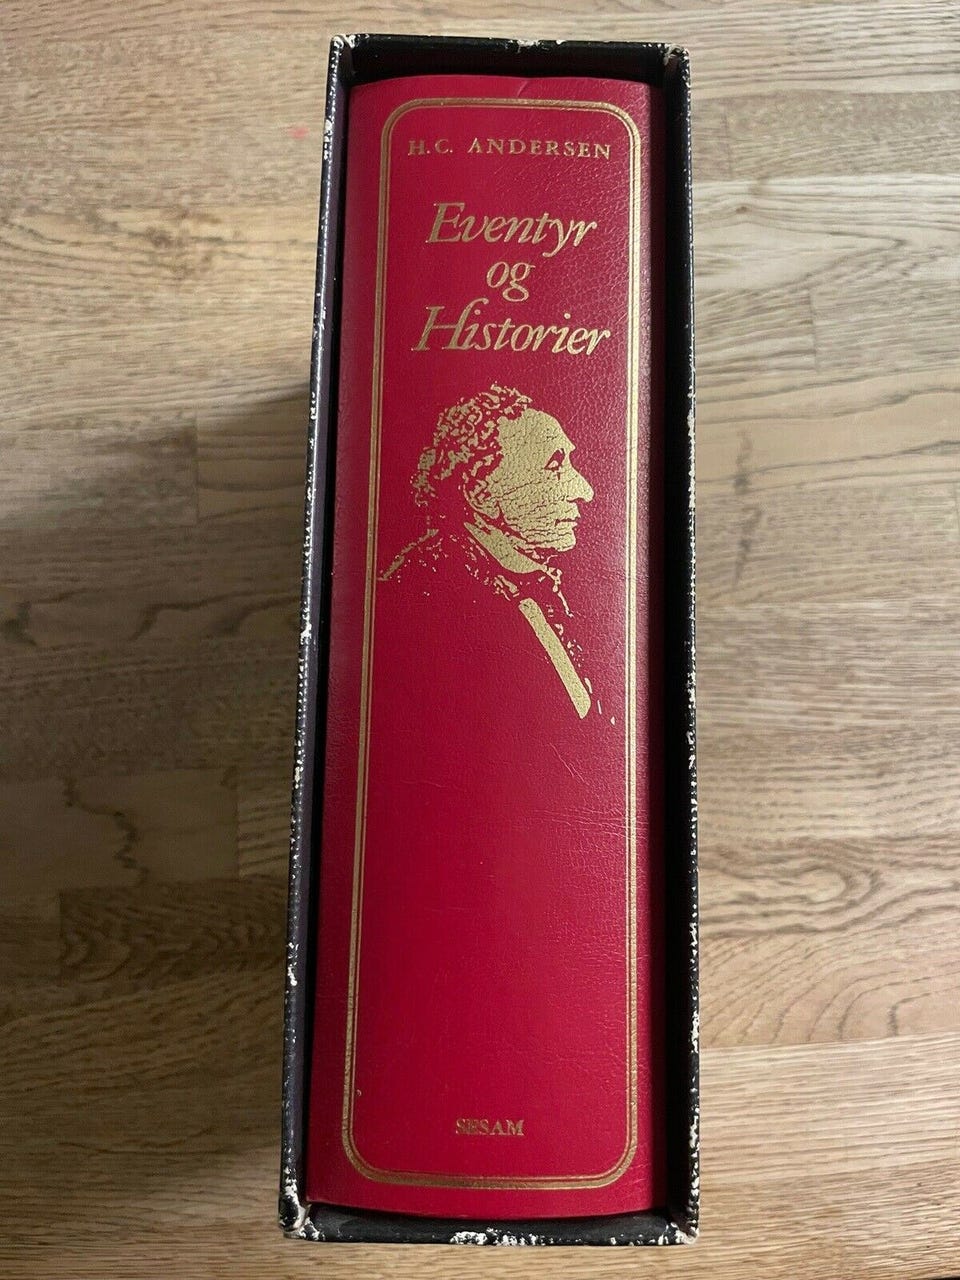 H.C. ANDERSEN
Eventyr
og
Historier
SESAM